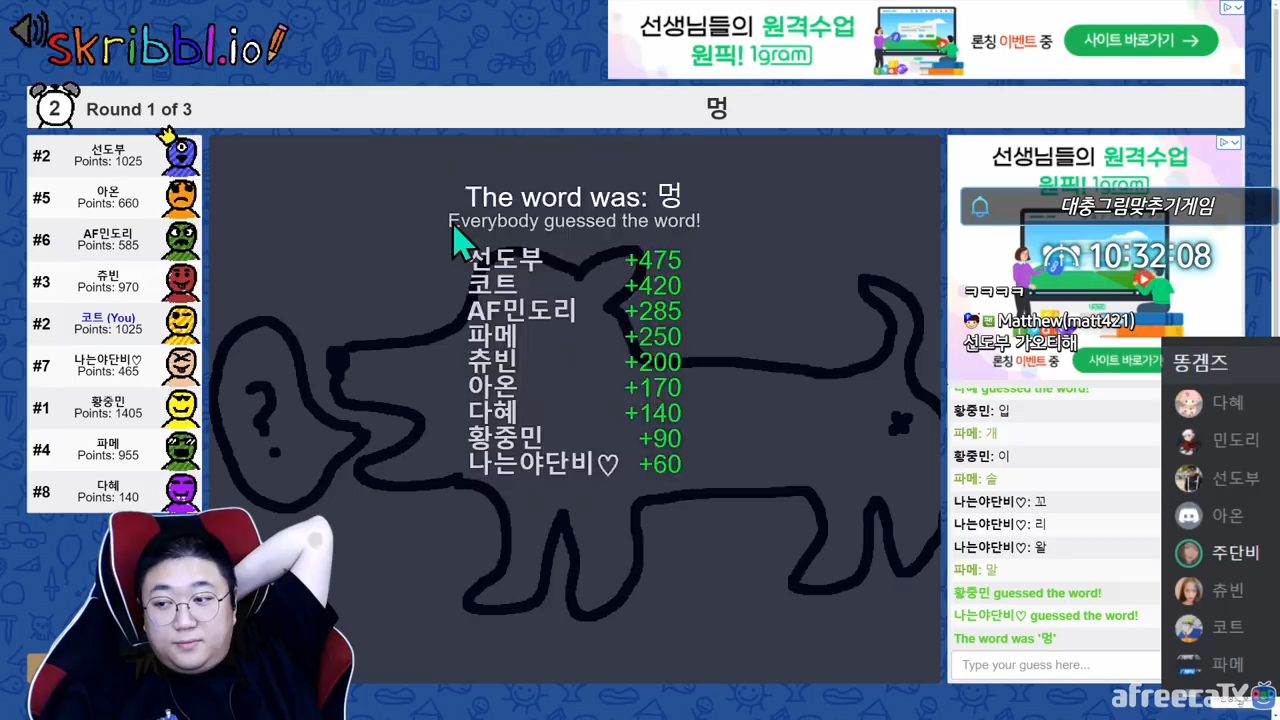 skribbl.io!
선생님들의 원격수업
원픽! 1gram
론칭 이벤트 중
사이트 바로가기 →
2
Round 1 of 3
멍
#2
선도부
Points: 1025
#5
아온
Points: 660
#6
AF민도리
Points: 585
#3
쥬빈
Points: 970
#2
코트 (You)
Points: 1025
#7
나는야단비♡
Points: 465
#1
황중민
Points: 1405
#4
파메
Points: 955
#8
다혜
Points: 140
The word was: 멍
Everybody guessed the word!
선도부 +475
코트 +420
AF민도리 +285
파메 +250
쥬빈 +200
아온 +170
다혜 +140
황중민 +90
나는야단비♡ +60
?
선생님들의 원격수업
원픽! 1gram
대충그림맞추기게임
10:32:08
ㅋㅋㅋㅋ
팬 Matthew(matt421)
선도부 가오티해
론칭 이벤트 중
사이트 바로가기
다혜 guessed the word!
황중민: 입
파메: 개
황중민: 이
파메: 솔
나는야단비♡: 꼬
나는야단비♡: 리
나는야단비♡: 왈
파메: 말
황중민 guessed the word!
나는야단비♡ guessed the word!
The word was '멍'
Type your guess here...
똥겜즈
다혜
민도리
선도부
아온
주단비
쥬빈
코트
파메
afreecaTV